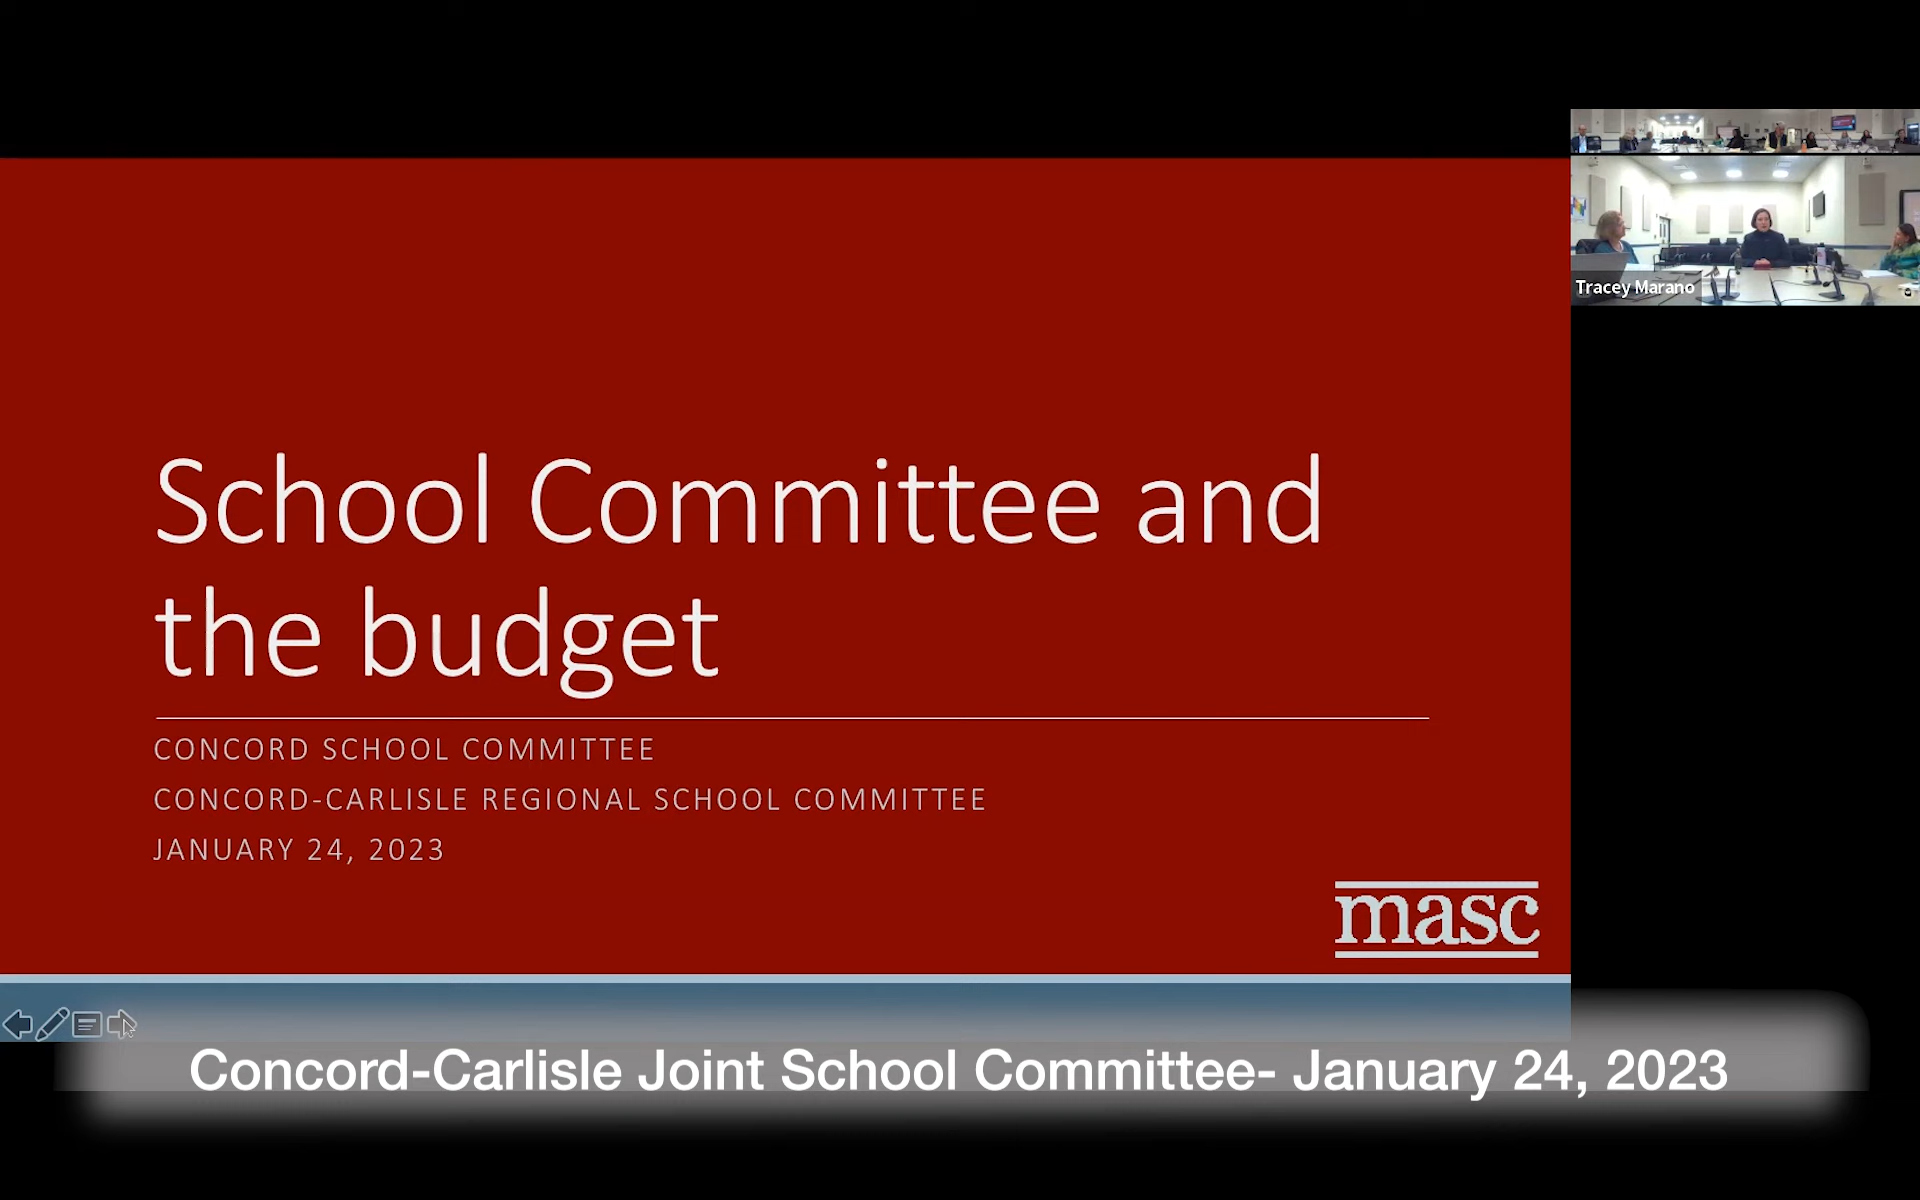 School Committee and
the budget
CONCORD SCHOOL COMMITTEE
CONCORD-CARLISLE REGIONAL SCHOOL COMMITTEE
JANUARY 24, 2023
masc
Tracey Marano
Concord-Carlisle Joint School Committee- January 24, 2023